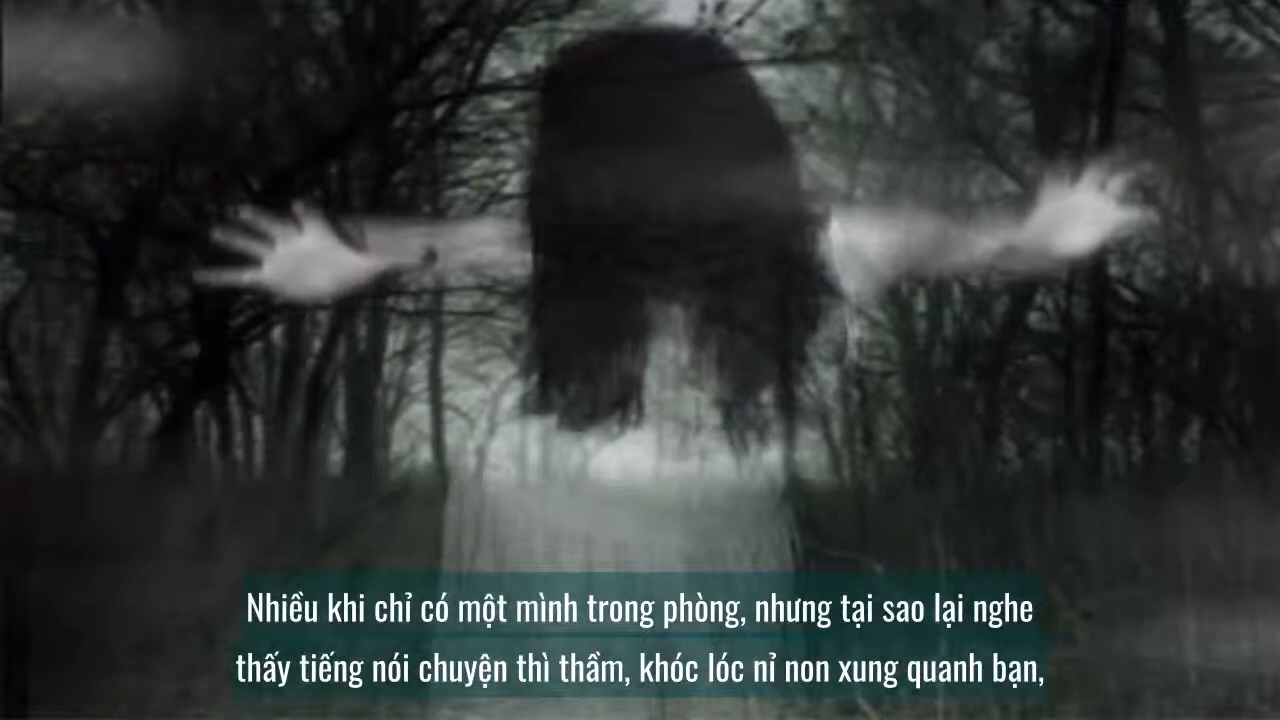 Nhiều khi chỉ có một mình trong phòng, nhưng tại sao lại nghe
thấy tiếng nói chuyện thì thầm, khóc lóc nỉ non xung quanh bạn,